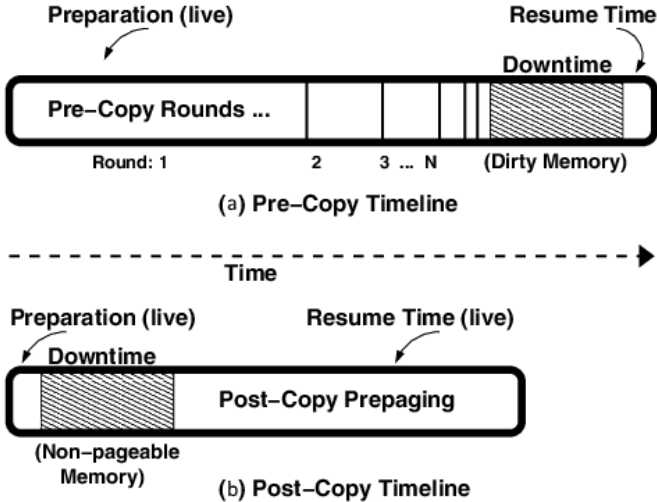 Preparation (live)
Resume Time
Downtime
Pre-Copy Rounds ...
Round: 1 2 3 ... N
(Dirty Memory)
(a) Pre-Copy Timeline
Time
Preparation (live)
Resume Time (live)
Downtime
Post-Copy Prepaging
(Non-pageable
Memory)
(b) Post-Copy Timeline